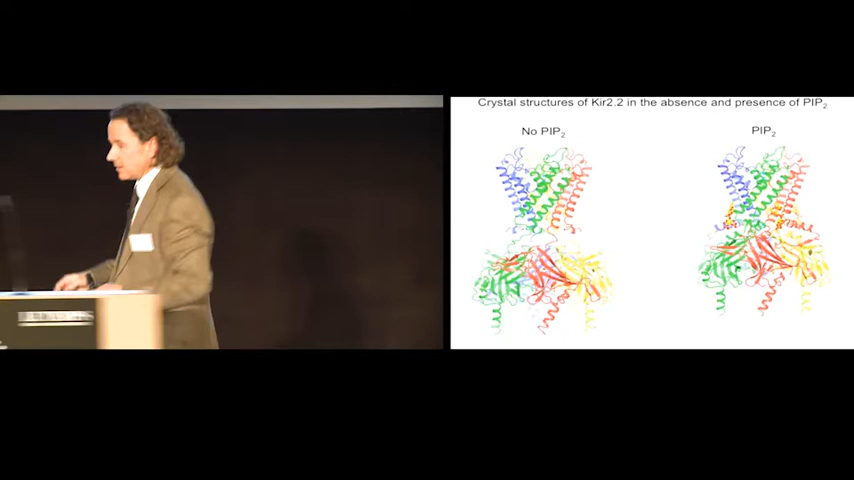 Crystal structures of Kir2.2 in the absence and presence of PIP₂
No PIP₂
PIP₂